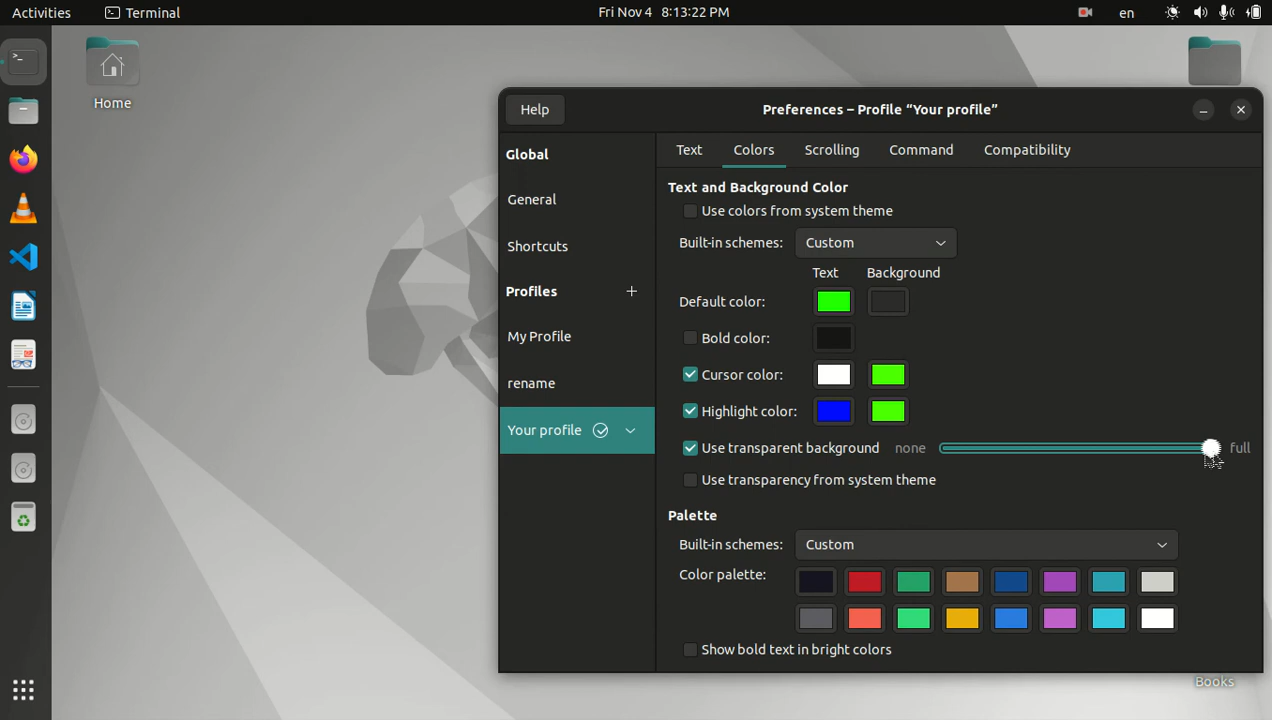 Activities Terminal Fri Nov 4 8:13:22 PM en
Home
Help Preferences – Profile “Your profile”
Global
General
Shortcuts
Profiles +
My Profile
rename
Your profile
Text Colors Scrolling Command Compatibility
Text and Background Color
Use colors from system theme
Built-in schemes: Custom
Text Background
Default color:
Bold color:
Cursor color:
Highlight color:
Use transparent background none full
Use transparency from system theme
Palette
Built-in schemes: Custom
Color palette:
Show bold text in bright colors
Books